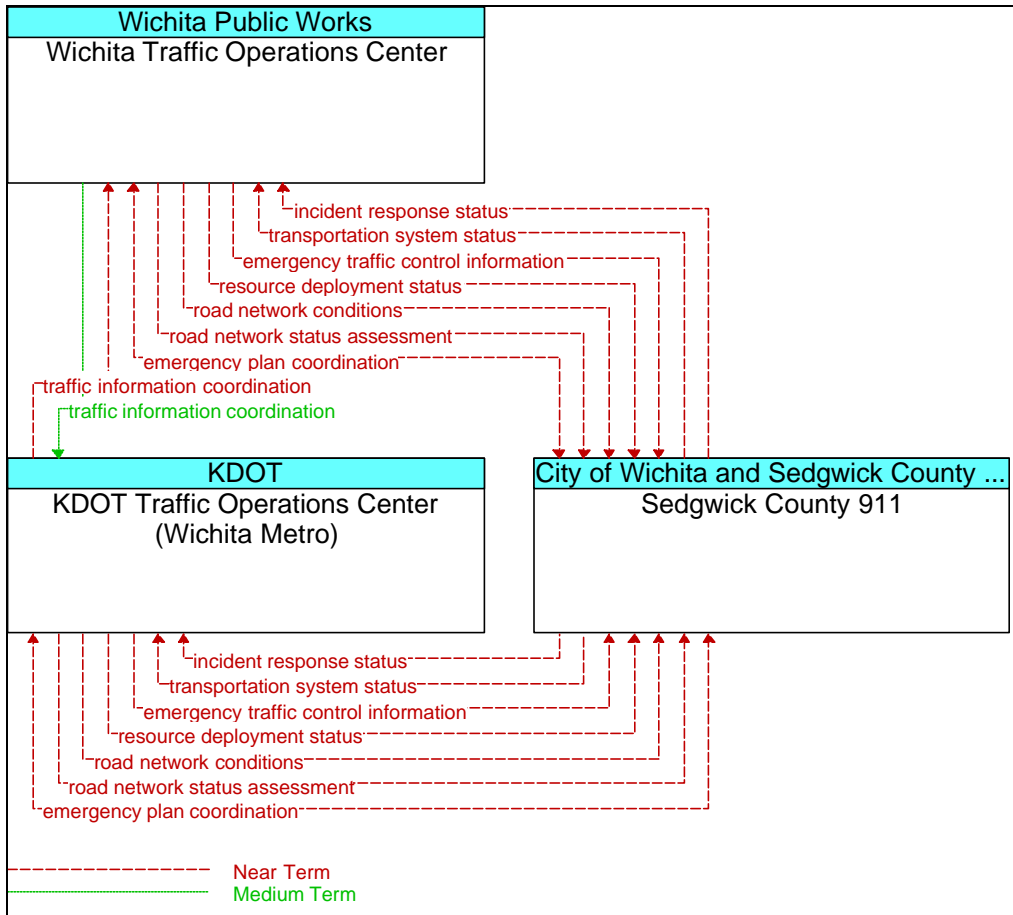 Wichita Public Works
Wichita Traffic Operations Center
incident response status
transportation system status
emergency traffic control information
resource deployment status
road network conditions
road network status assessment
emergency plan coordination
traffic information coordination
traffic information coordination
KDOT
KDOT Traffic Operations Center
(Wichita Metro)
City of Wichita and Sedgwick County ...
Sedgwick County 911
incident response status
transportation system status
emergency traffic control information
resource deployment status
road network conditions
road network status assessment
emergency plan coordination
Near Term
Medium Term